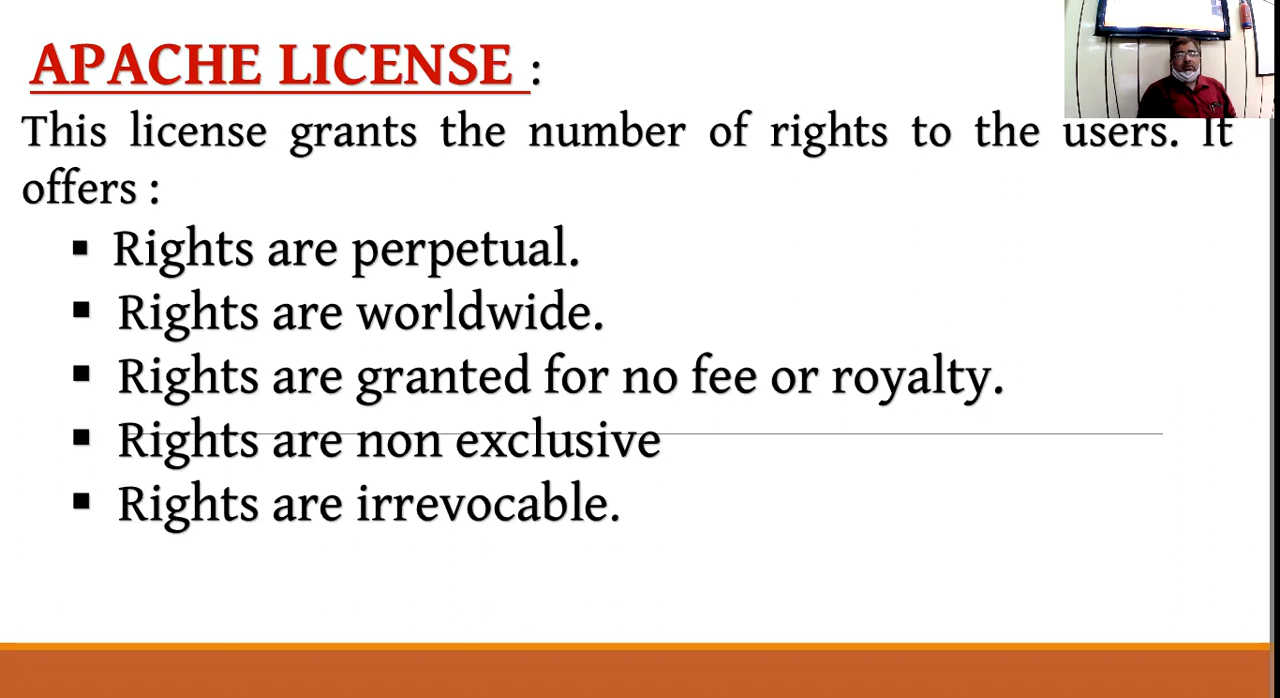 APACHE LICENSE :
This license grants the number of rights to the users. It
offers :
▪ Rights are perpetual.
▪ Rights are worldwide.
▪ Rights are granted for no fee or royalty.
▪ Rights are non exclusive
▪ Rights are irrevocable.